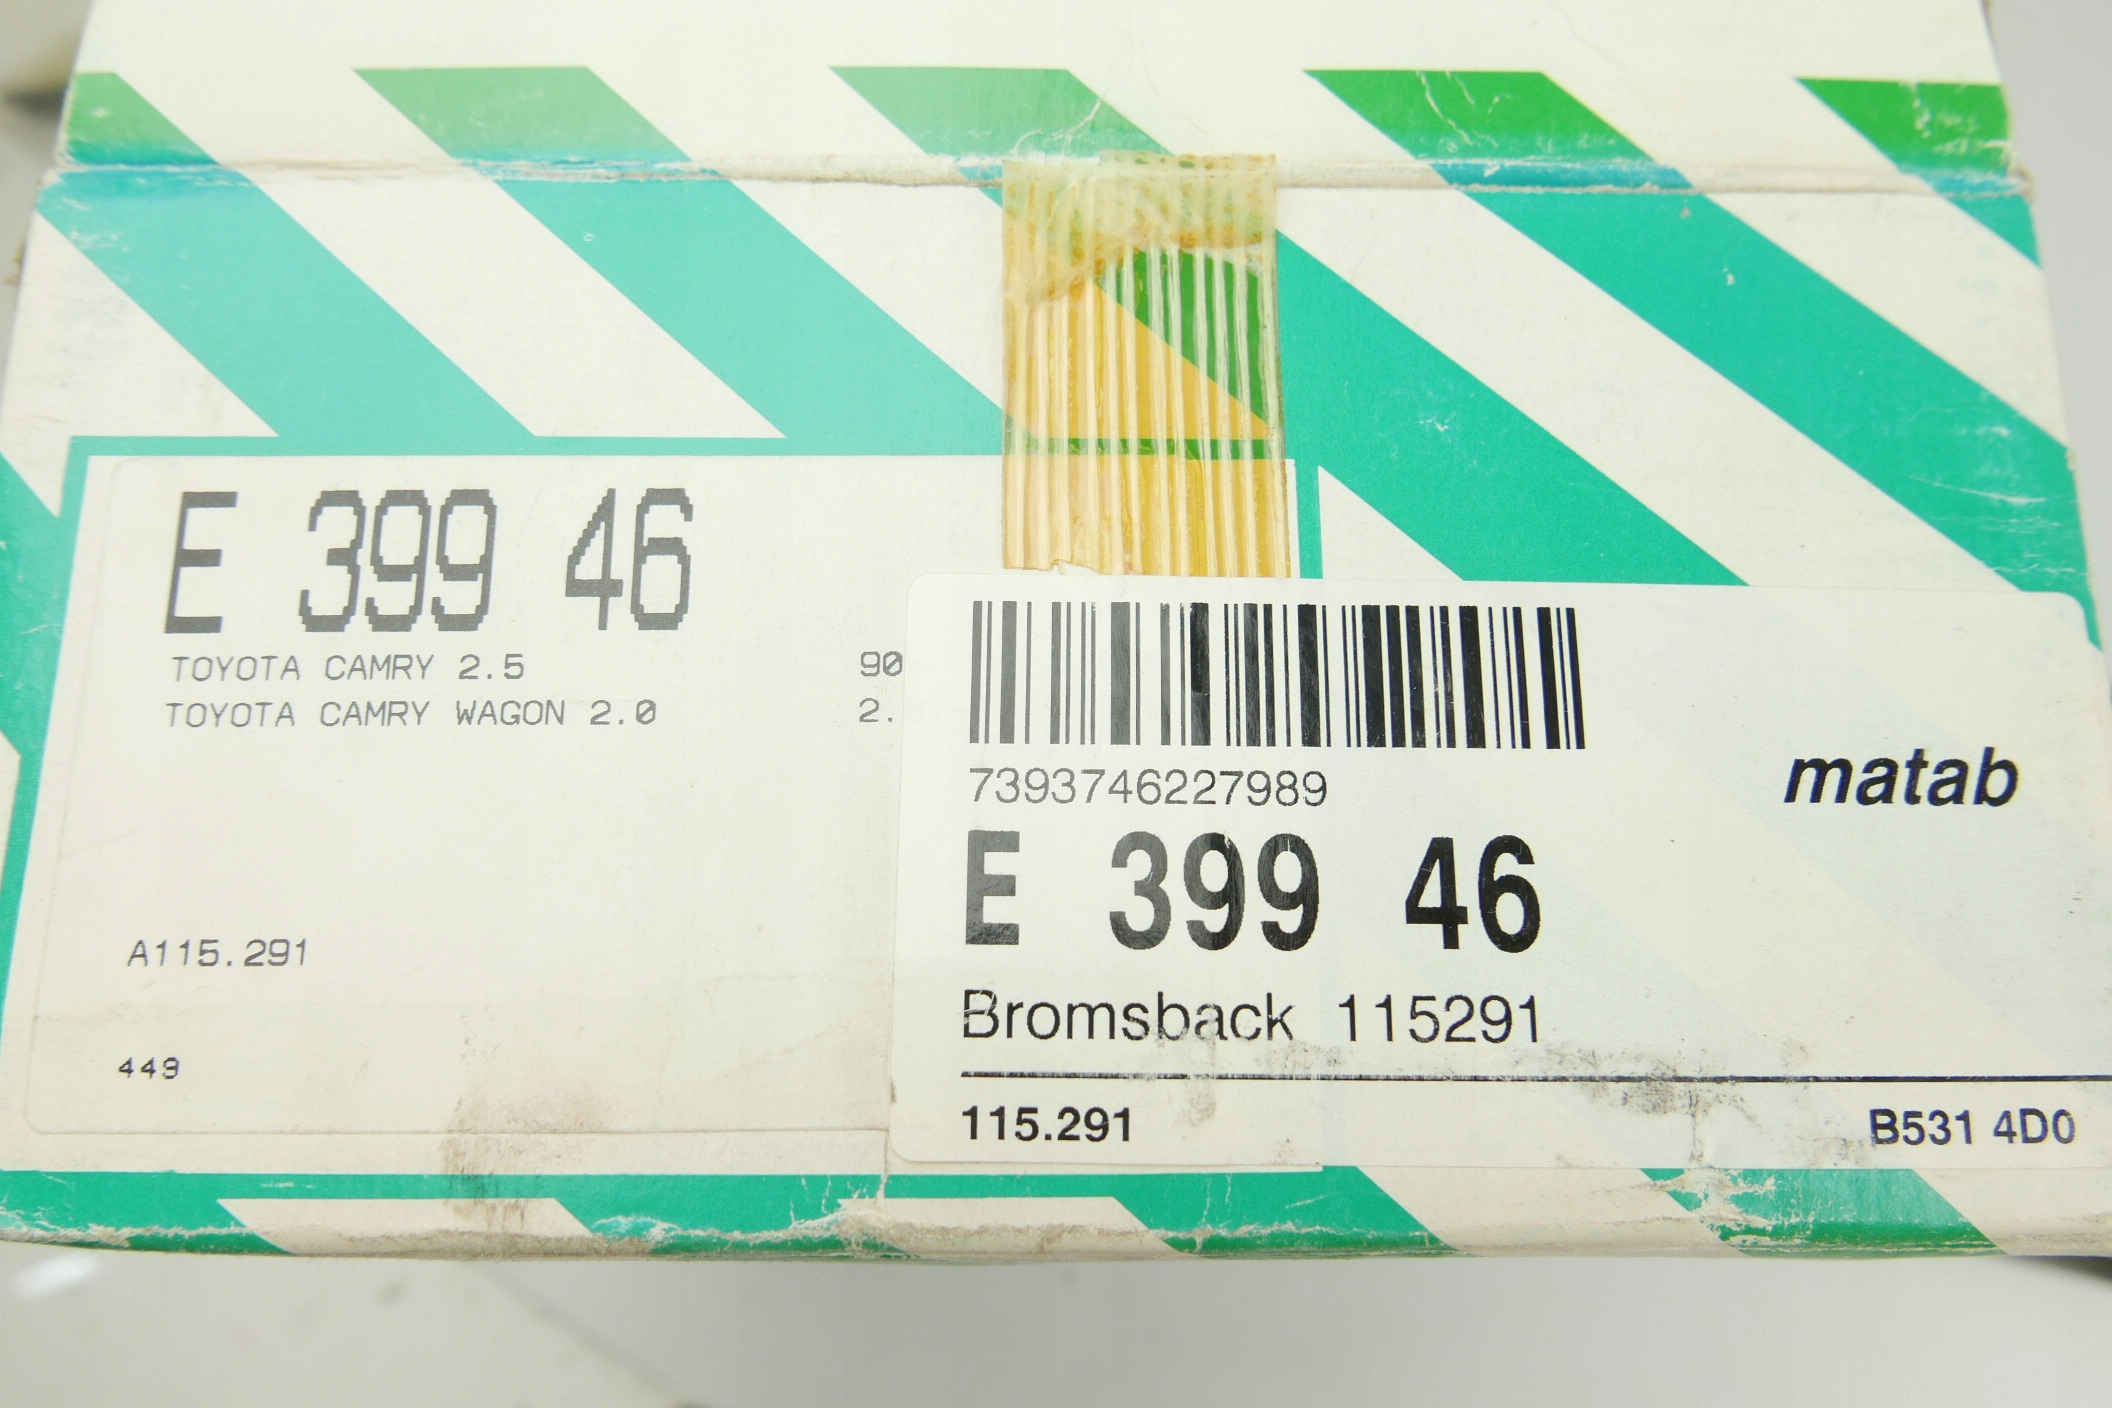 E 399 46
TOYOTA CAMRY 2.5 90
TOYOTA CAMRY WAGON 2.0 2.
A115.291
449
7393746227989
matab
E 399 46
Bromsback 115291
115.291 B531 4D0